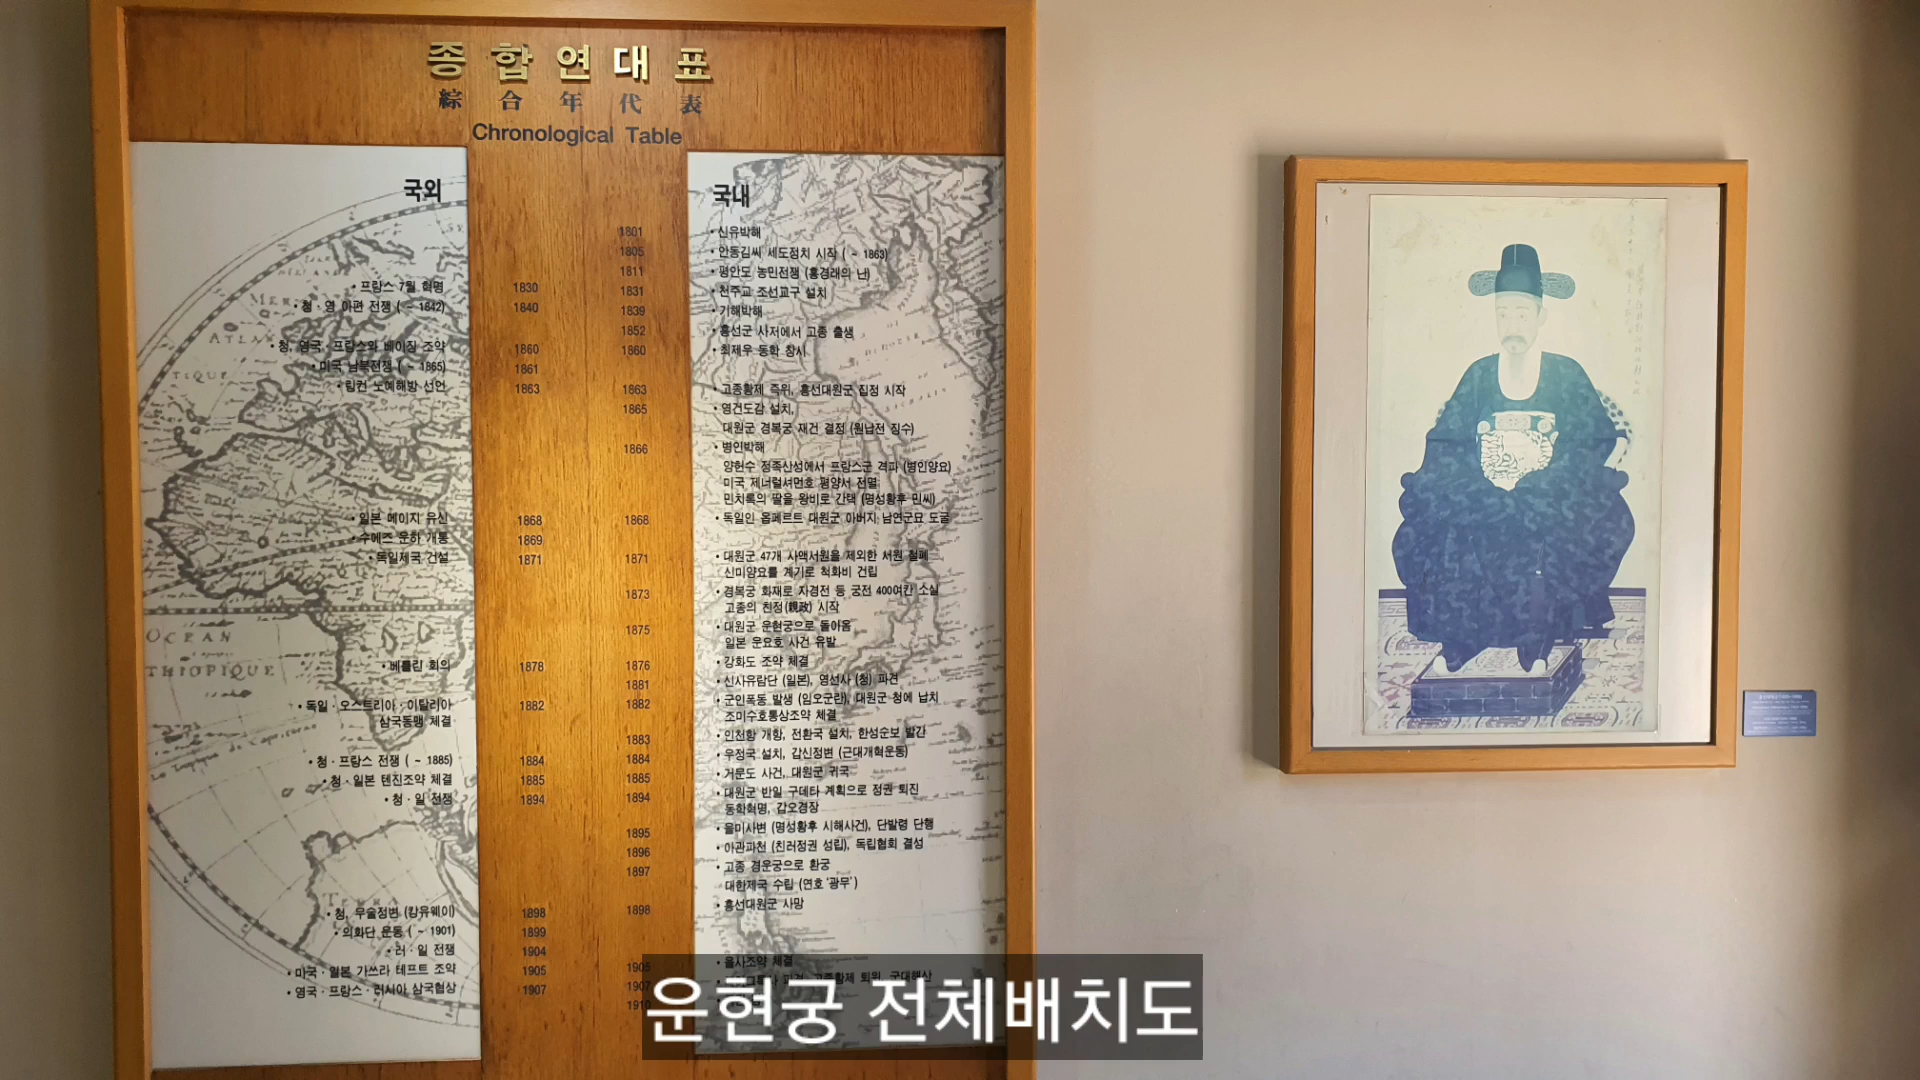 종합연대표
綜合年代表
Chronological Table
국외
국내
1801 • 신유박해
1805 • 안동김씨 세도정치 시작 ( ~ 1863)
1811 • 평안도 농민전쟁 (홍경래의 난)
• 프랑스 7월 혁명 1830
1831 • 천주교 조선교구 설치
• 청 · 영 아편 전쟁 ( ~ 1842) 1840
1839 • 기해박해
1852 • 흥선군 사저에서 고종 출생
• 청, 영국 · 프랑스와 베이징 조약 1860
1860 • 최제우 동학 창시
• 미국 남북전쟁 ( ~ 1865) 1861
• 링컨 노예해방 선언 1863
1863 • 고종황제 즉위, 흥선대원군 집정 시작
1865 • 영건도감 설치,
대원군 경복궁 재건 결정 (원납전 징수)
1866 • 병인박해
양헌수 정족산성에서 프랑스군 격파 (병인양요)
미국 제너럴셔먼호 평양서 전멸
민치록의 딸을 왕비로 간택 (명성황후 민씨)
• 일본 메이지 유신 1868
1868 • 독일인 옵페르트 대원군 아버지 남연군묘 도굴
• 수에즈 운하 개통 1869
• 독일제국 건설 1871
1871 • 대원군 47개 사액서원을 제외한 서원 철폐
신미양요를 계기로 척화비 건립
1873 • 경복궁 화재로 자경전 등 궁전 400여칸 소실
고종의 친정(親政) 시작
1875 • 대원군 운현궁으로 돌아옴
일본 운요호 사건 유발
• 베를린 회의 1878
1876 • 강화도 조약 체결
1881 • 신사유람단 (일본), 영선사 (청) 파견
• 독일 · 오스트리아 · 이탈리아 1882
삼국동맹 체결
1882 • 군인폭동 발생 (임오군란), 대원군 청에 납치
조미수호통상조약 체결
1883 • 인천항 개항, 전환국 설치, 한성순보 발간
• 청 · 프랑스 전쟁 ( ~ 1885) 1884
1884 • 우정국 설치, 갑신정변 (근대개혁운동)
• 청 · 일본 텐진조약 체결 1885
1885 • 거문도 사건, 대원군 귀국
• 청 · 일 전쟁 1894
1894 • 대원군 반일 구데타 계획으로 정권 퇴진
동학혁명, 갑오경장
1895 • 을미사변 (명성황후 시해사건), 단발령 단행
1896 • 아관파천 (친러정권 성립), 독립협회 결성
1897 • 고종 경운궁으로 환궁
대한제국 수립 (연호 '광무')
• 청, 무술정변 (캉유웨이) 1898
1898 • 흥선대원군 사망
• 의화단 운동 ( ~ 1901) 1899
• 러 · 일 전쟁 1904
• 미국 · 일본 가쓰라 테프트 조약 1905
1905 • 을사조약 체결
• 영국 · 프랑스 · 러시아 삼국협상 1907
1907 고종황제 퇴위, 군대해산
1910
OCEAN
THIOPIQUE
운현궁 전체배치도